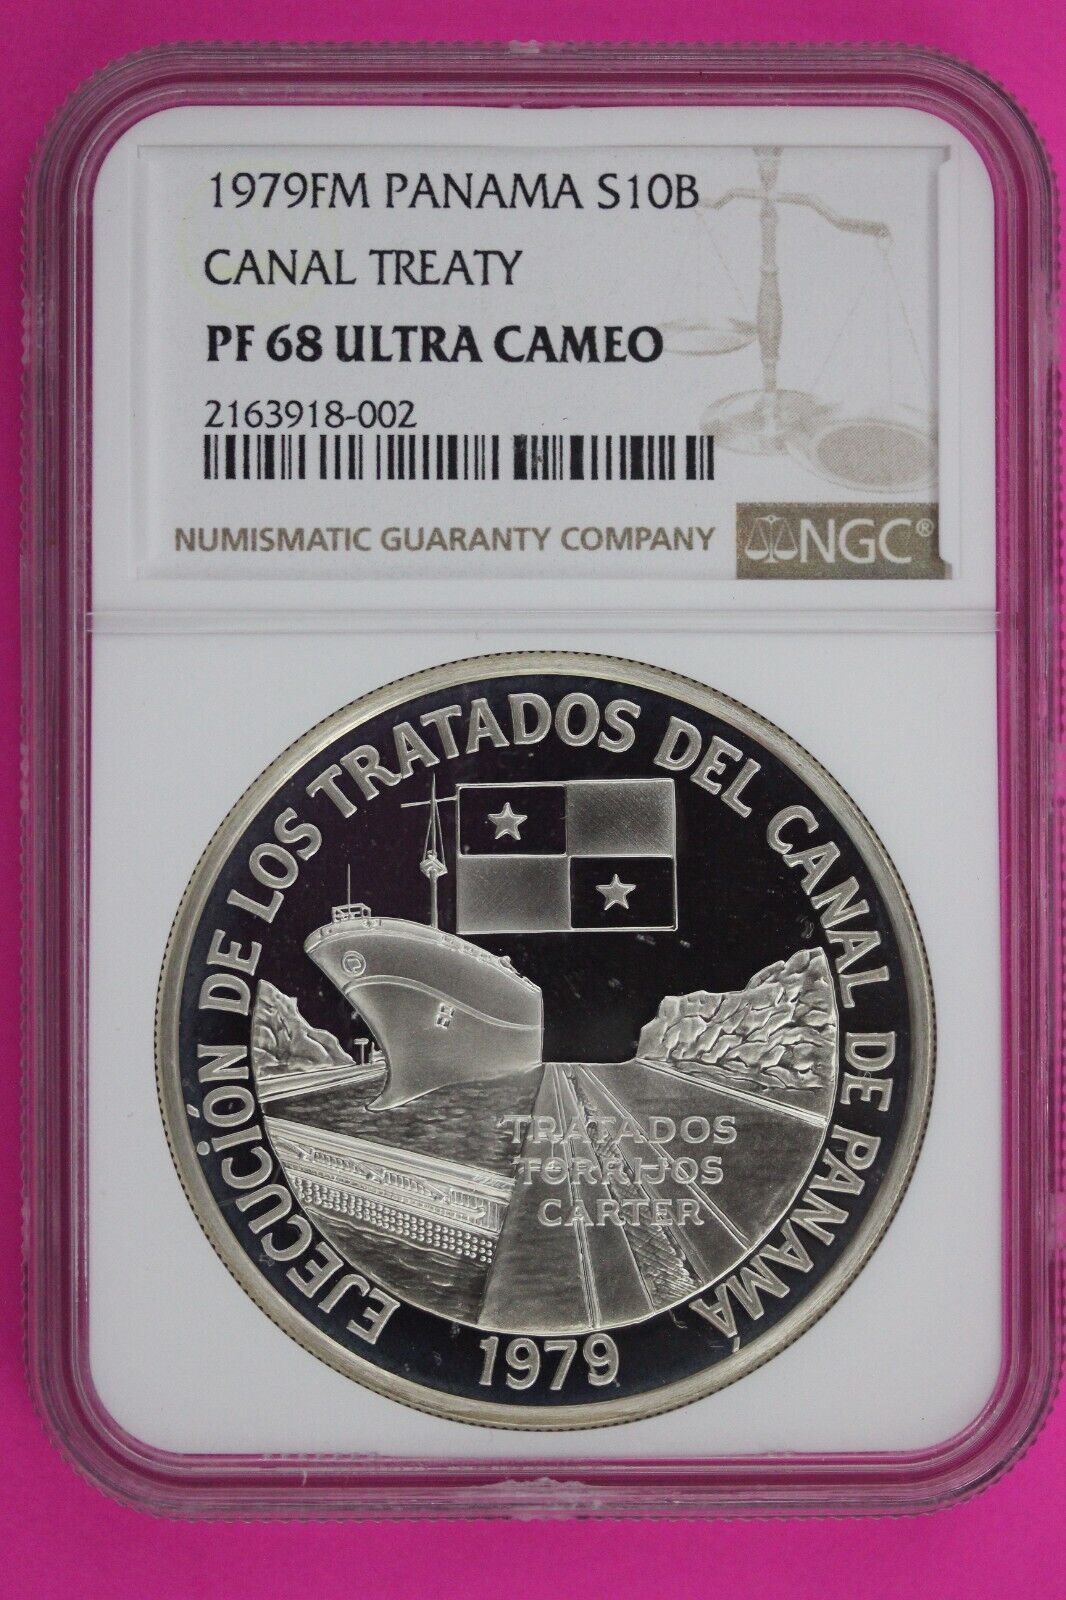 1979FM PANAMA S10B
CANAL TREATY
PF 68 ULTRA CAMEO
2163918-002
NUMISMATIC GUARANTY COMPANY
NGC®
EJECUCIÓN DE LOS TRATADOS DEL CANAL DE PANAMÁ
TRATADOS
TORRIJOS
CARTER
1979